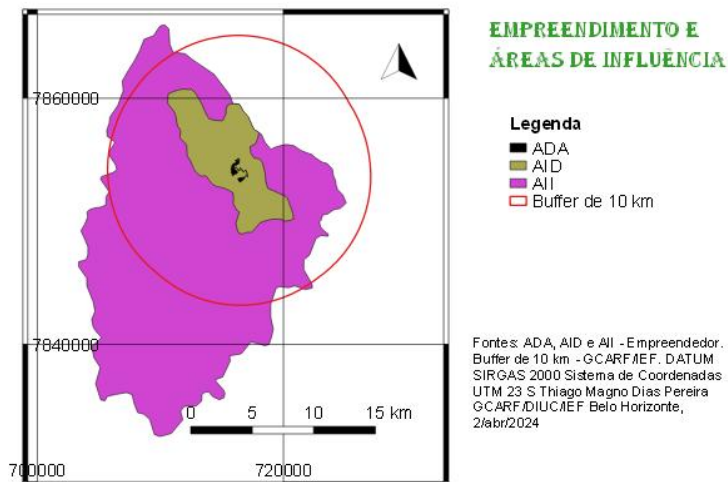 EMPREENDIMENTO E
ÁREAS DE INFLUÊNCIA
7860000
Legenda
ADA
AID
AII
Buffer de 10 km
7840000
Fontes: ADA, AID e AII - Empreendedor.
Buffer de 10 km - GCARF/IEF. DATUM
SIRGAS 2000 Sistema de Coordenadas
UTM 23 S Thiago Magno Dias Pereira
GCARF/DIUC/IEF Belo Horizonte,
2/abr/2024
0 5 10 15 km
700000 720000